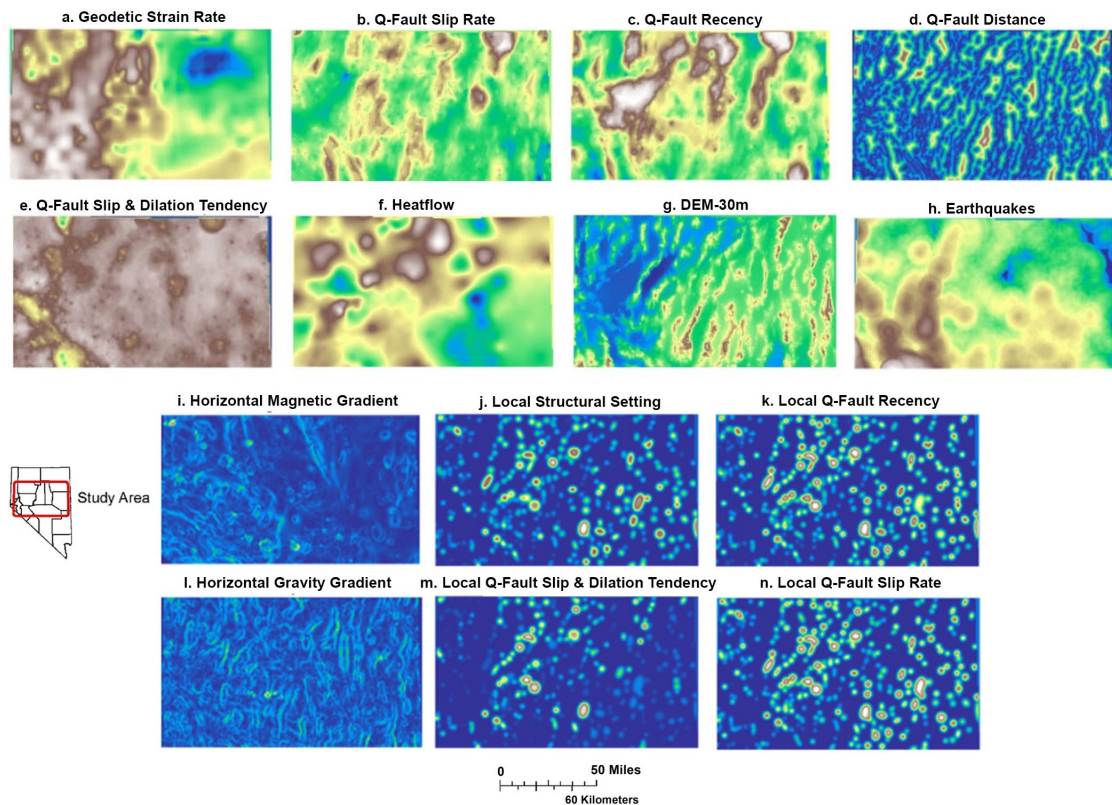 a. Geodetic Strain Rate
b. Q-Fault Slip Rate
c. Q-Fault Recency
d. Q-Fault Distance
e. Q-Fault Slip & Dilation Tendency
f. Heatflow
g. DEM-30m
h. Earthquakes
i. Horizontal Magnetic Gradient
j. Local Structural Setting
k. Local Q-Fault Recency
Study Area
l. Horizontal Gravity Gradient
m. Local Q-Fault Slip & Dilation Tendency
n. Local Q-Fault Slip Rate
0 50 Miles
60 Kilometers